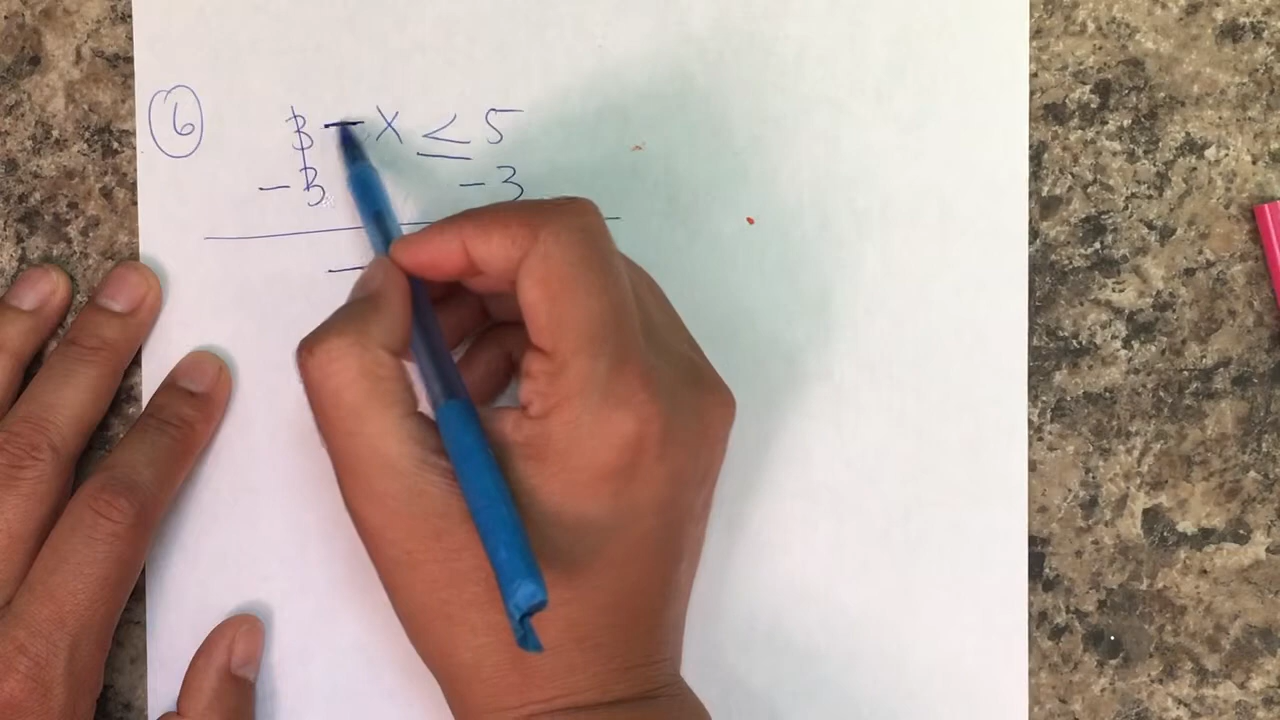 6 3 - x ≤ 5
- 3 - 3
-